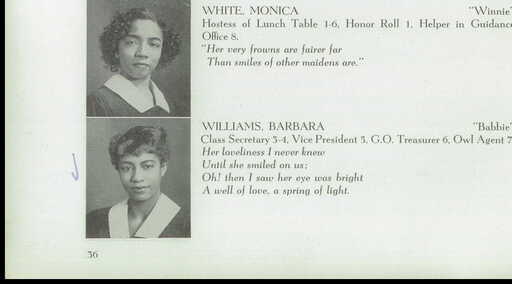 WHITE, MONICA "Winnie"
Hostess of Lunch Table 1-6, Honor Roll 1, Helper in Guidance
Office 8.
"Her very frowns are fairer far
Than smiles of other maidens are."
WILLIAMS, BARBARA "Babbie"
Class Secretary 3-4, Vice President 5, G.O. Treasurer 6, Owl Agent 7
Her loveliness I never knew
Until she smiled on us;
Oh! then I saw her eye was bright
A well of love, a spring of light.
36